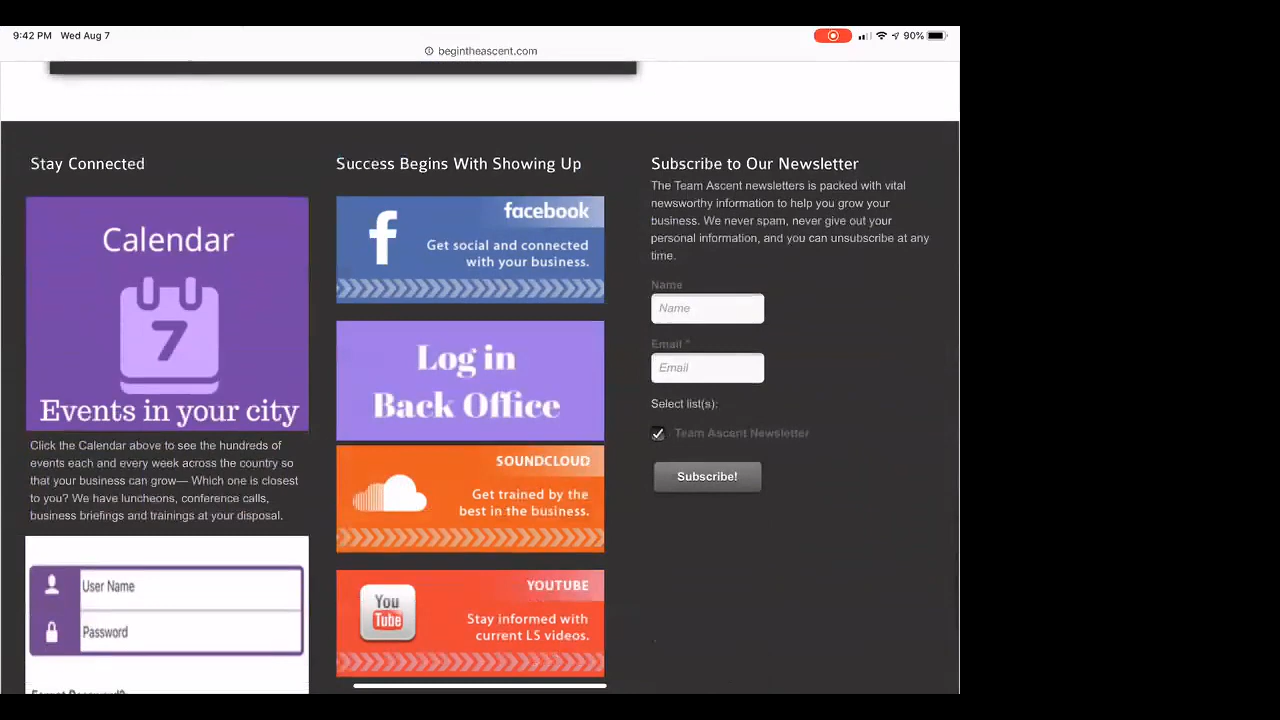 9:42 PM Wed Aug 7
90%
begintheascent.com
Stay Connected
Calendar
7
Events in your city
Click the Calendar above to see the hundreds of
events each and every week across the country so
that your business can grow— Which one is closest
to you? We have luncheons, conference calls,
business briefings and trainings at your disposal.
User Name
Password
Forgot Password?
Success Begins With Showing Up
facebook
f
Get social and connected
with your business.
Log in
Back Office
SOUNDCLOUD
Get trained by the
best in the business.
YOUTUBE
You
Tube
Stay informed with
current LS videos.
Subscribe to Our Newsletter
The Team Ascent newsletters is packed with vital
newsworthy information to help you grow your
business. We never spam, never give out your
personal information, and you can unsubscribe at any
time.
Name
Name
Email *
Email
Select list(s):
Team Ascent Newsletter
Subscribe!